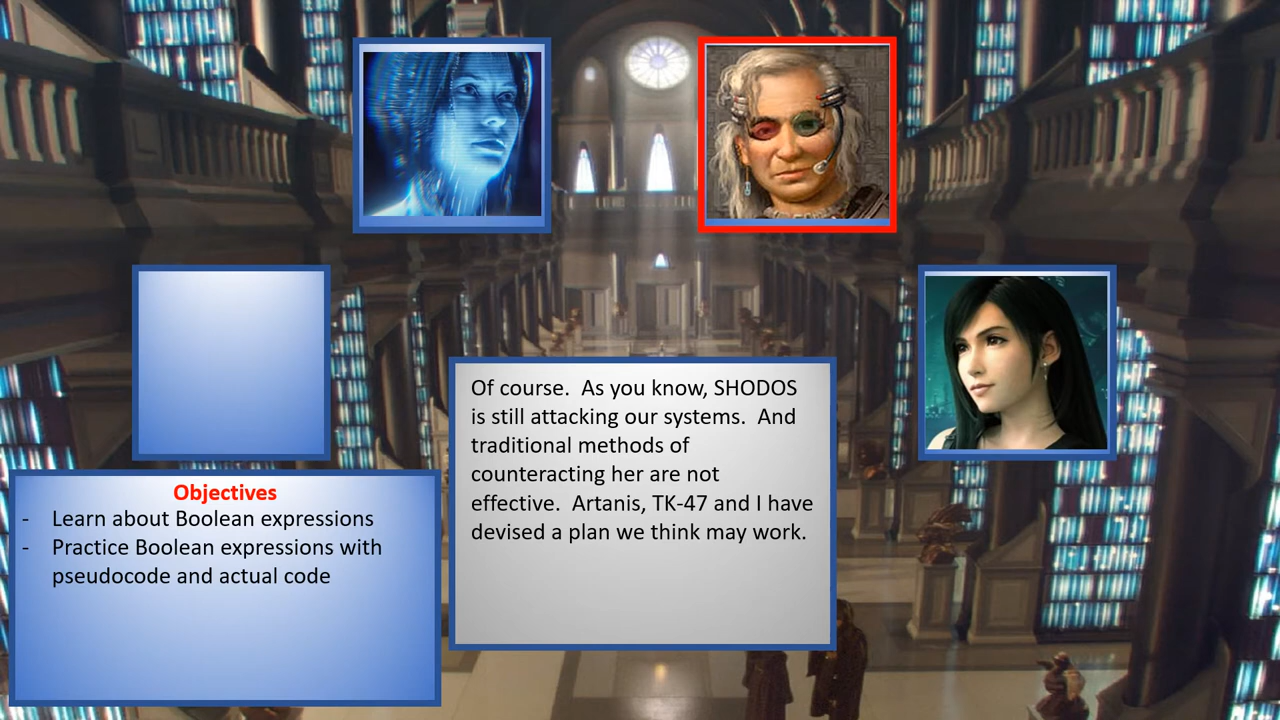 Of course.  As you know, SHODOS
is still attacking our systems.  And
traditional methods of
counteracting her are not
effective.  Artanis, TK-47 and I have
devised a plan we think may work.
Objectives
-   Learn about Boolean expressions
-   Practice Boolean expressions with
pseudocode and actual code